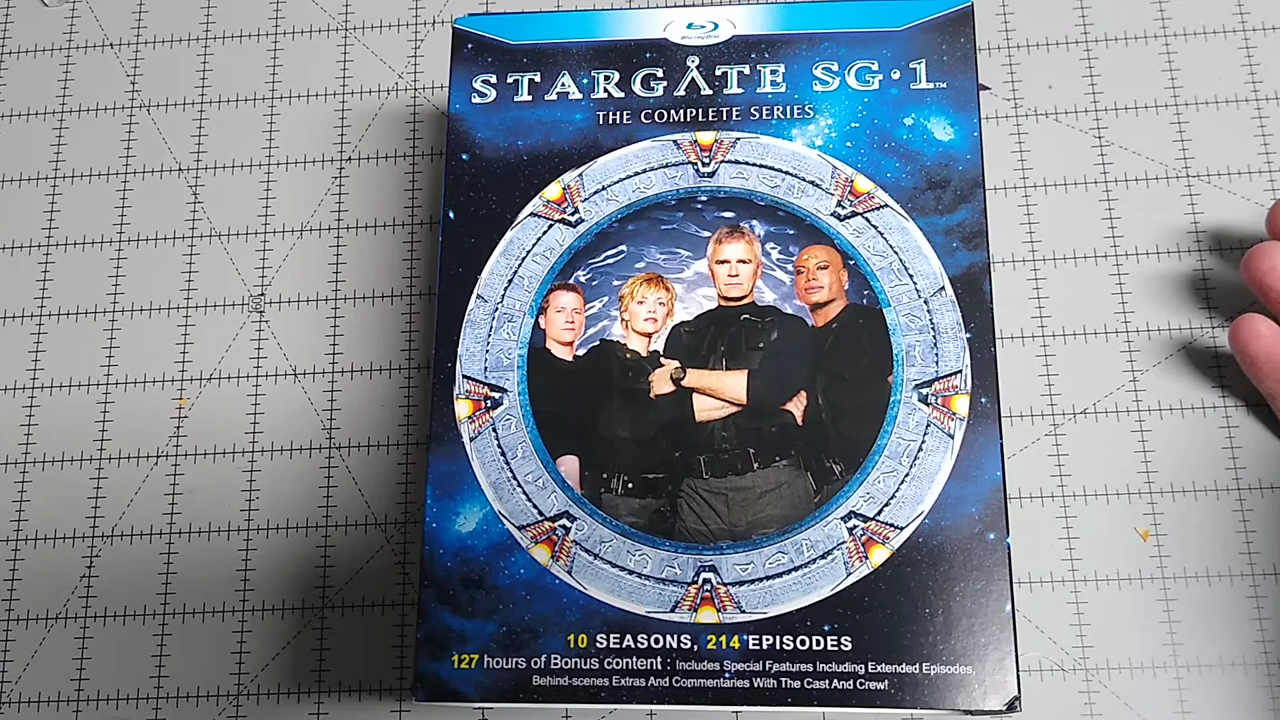 Blu-ray Disc
STARGATE SG·1™
THE COMPLETE SERIES
10 SEASONS, 214 EPISODES
127 hours of Bonus content : Includes Special Features Including Extended Episodes,
Behind-scenes Extras And Commentaries With The Cast And Crew!